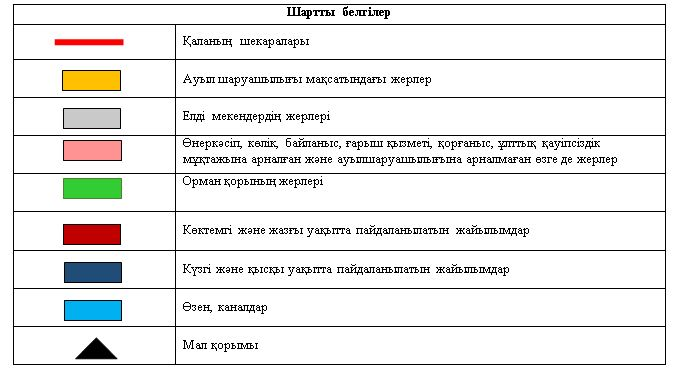 Шартты белгілер
Қаланың шекаралары
Ауыл шаруашылығы мақсатындағы жерлер
Елді мекендердің жерлері
Өнеркәсіп, көлік, байланыс, ғарыш қызметі, қорғаныс, ұлттық қауіпсіздік
мұқтажына арналған және ауылшаруашылығына арналмаған өзге де жерлер
Орман қорының жерлері
Көктемгі және жазғы уақытта пайдаланылатын жайылымдар
Күзгі және қысқы уақытта пайдаланылатын жайылымдар
Өзен, каналдар
Мал қорымы